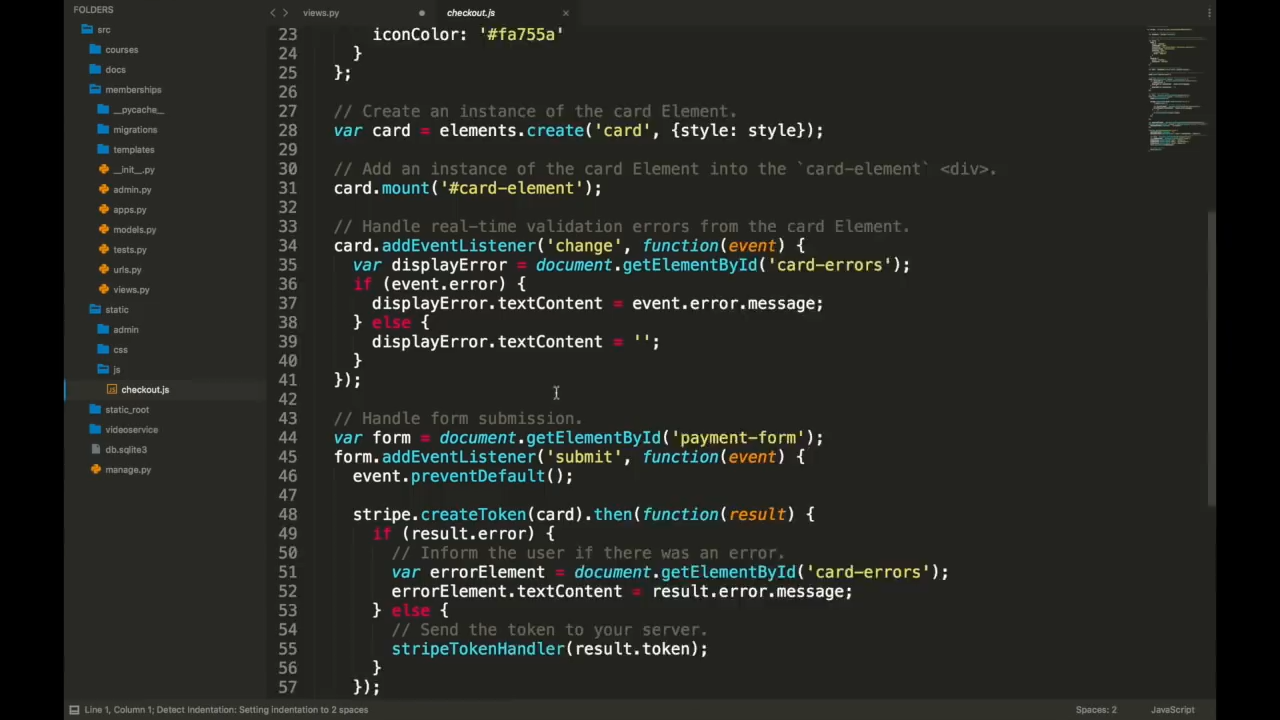 FOLDERS
src
courses
docs
memberships
__pycache__
migrations
templates
__init__.py
admin.py
apps.py
models.py
tests.py
urls.py
views.py
static
admin
css
js
checkout.js
static_root
videoservice
db.sqlite3
manage.py
views.py
checkout.js
23 iconColor: '#fa755a'
24 }
25 };
26
27 // Create an instance of the card Element.
28 var card = elements.create('card', {style: style});
29
30 // Add an instance of the card Element into the `card-element` <div>.
31 card.mount('#card-element');
32
33 // Handle real-time validation errors from the card Element.
34 card.addEventListener('change', function(event) {
35 var displayError = document.getElementById('card-errors');
36 if (event.error) {
37 displayError.textContent = event.error.message;
38 } else {
39 displayError.textContent = '';
40 }
41 });
42
43 // Handle form submission.
44 var form = document.getElementById('payment-form');
45 form.addEventListener('submit', function(event) {
46 event.preventDefault();
47
48 stripe.createToken(card).then(function(result) {
49 if (result.error) {
50 // Inform the user if there was an error.
51 var errorElement = document.getElementById('card-errors');
52 errorElement.textContent = result.error.message;
53 } else {
54 // Send the token to your server.
55 stripeTokenHandler(result.token);
56 }
57 });
Line 1, Column 1; Detect Indentation: Setting indentation to 2 spaces
Spaces: 2
JavaScript